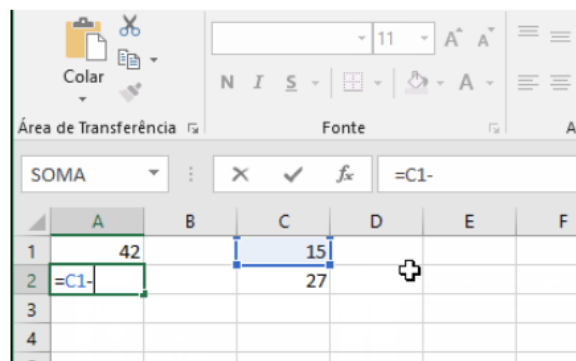 11
A A
Colar
N I S A
Área de Transferência Fonte A
SOMA fx =C1-
A B C D E F
1 42 15
2 =C1- 27
3
4